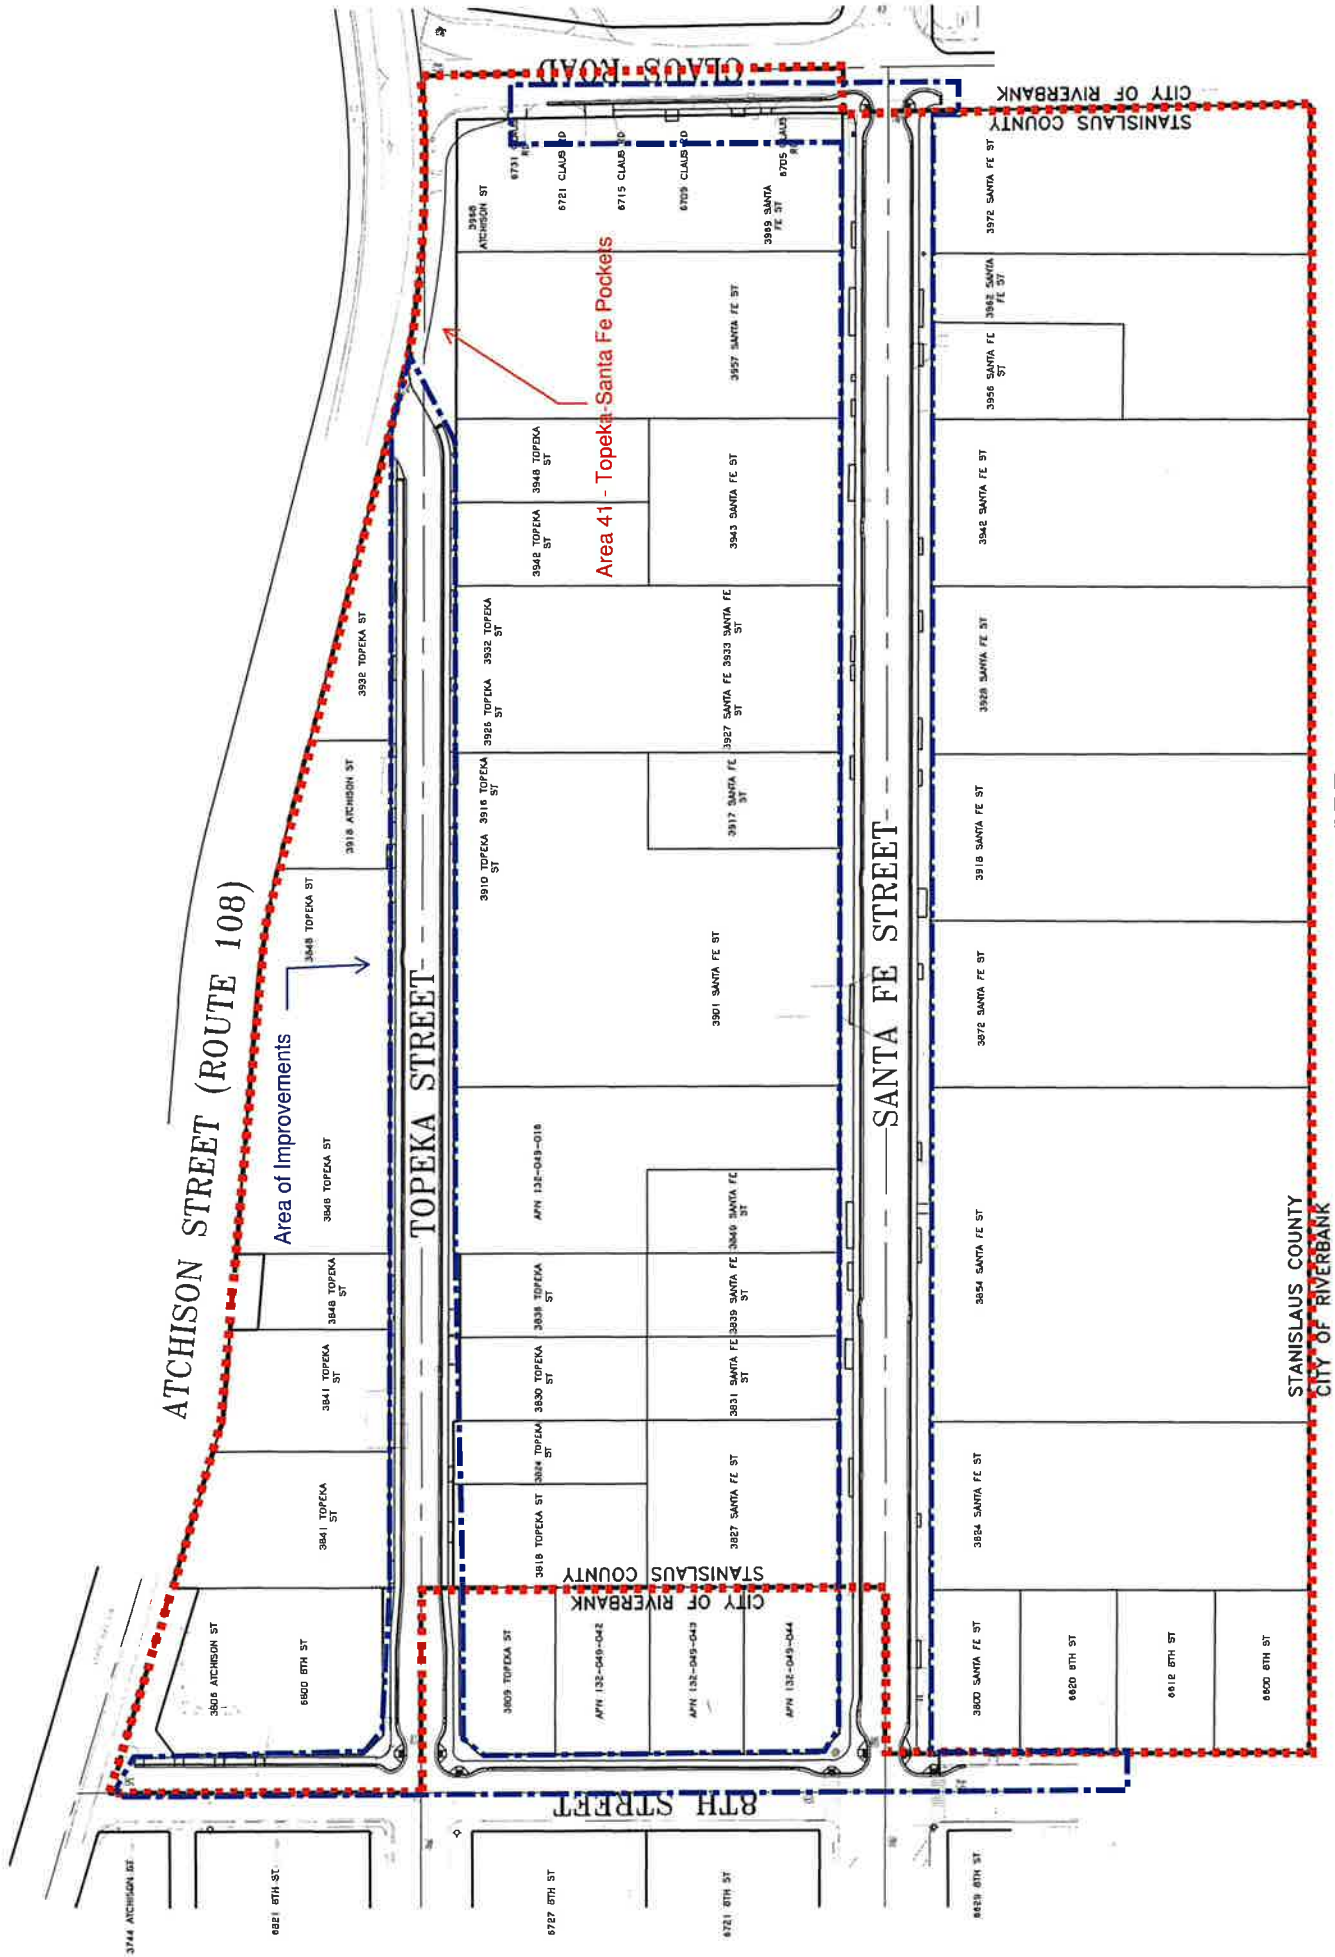 ATCHISON STREET (ROUTE 108)
Area of Improvements
TOPEKA STREET
SANTA FE STREET
8TH STREET
CLAUS ROAD
Area 41 - Topeka-Santa Fe Pockets
CITY OF RIVERBANK
STANISLAUS COUNTY
STANISLAUS COUNTY
CITY OF RIVERBANK
STANISLAUS COUNTY
CITY OF RIVERBANK
3744 ATCHISON ST
6821 8TH ST
6727 8TH ST
6721 8TH ST
6629 8TH ST
3806 ATCHISON ST
6800 8TH ST
3841 TOPEKA
ST
3841 TOPEKA
ST
3848 TOPEKA
ST
3848 TOPEKA ST
3848 TOPEKA ST
3918 ATCHISON ST
3932 TOPEKA ST
3809 TOPEKA ST
APN 132-049-042
APN 132-049-043
APN 132-049-044
3818 TOPEKA ST
3824 TOPEKA
ST
3830 TOPEKA
ST
3838 TOPEKA
ST
APN 132-049-018
3910 TOPEKA
ST
3916 TOPEKA
ST
3926 TOPEKA
ST
3932 TOPEKA
ST
3942 TOPEKA
ST
3948 TOPEKA
ST
3968
ATCHISON ST
6731 CLAUS
RD
6721 CLAUS RD
6715 CLAUS RD
6709 CLAUS RD
6705 CLAUS
RD
3989 SANTA
FE ST
3827 SANTA FE ST
3831 SANTA FE
ST
3839 SANTA FE
ST
3849 SANTA FE
ST
3901 SANTA FE ST
3917 SANTA FE
ST
3927 SANTA FE
ST
3933 SANTA FE
ST
3943 SANTA FE ST
3957 SANTA FE ST
3800 SANTA FE ST
6620 8TH ST
6612 8TH ST
6600 8TH ST
3824 SANTA FE ST
3854 SANTA FE ST
3872 SANTA FE ST
3918 SANTA FE ST
3928 SANTA FE ST
3942 SANTA FE ST
3956 SANTA FE
ST
3962 SANTA
FE ST
3972 SANTA FE ST